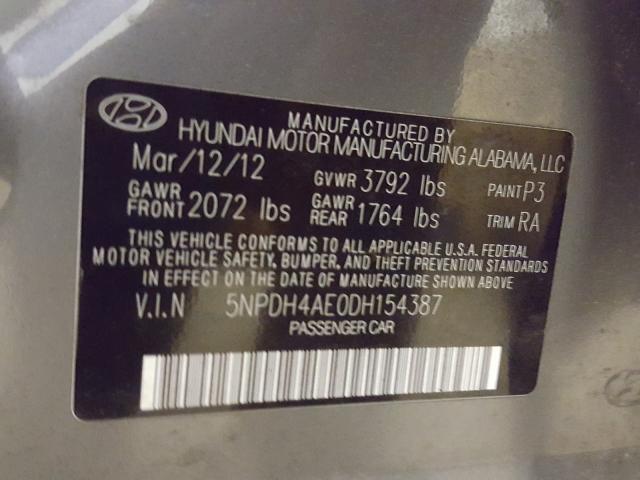 MANUFACTURED BY
HYUNDAI MOTOR MANUFACTURING ALABAMA, LLC
Mar/12/12 GVWR 3792 lbs PAINT P3
GAWR FRONT 2072 lbs GAWR REAR 1764 lbs TRIM RA
THIS VEHICLE CONFORMS TO ALL APPLICABLE U.S.A. FEDERAL
MOTOR VEHICLE SAFETY, BUMPER, AND THEFT PREVENTION STANDARDS
IN EFFECT ON THE DATE OF MANUFACTURE SHOWN ABOVE
V.I.N 5NPDH4AE0DH154387
PASSENGER CAR